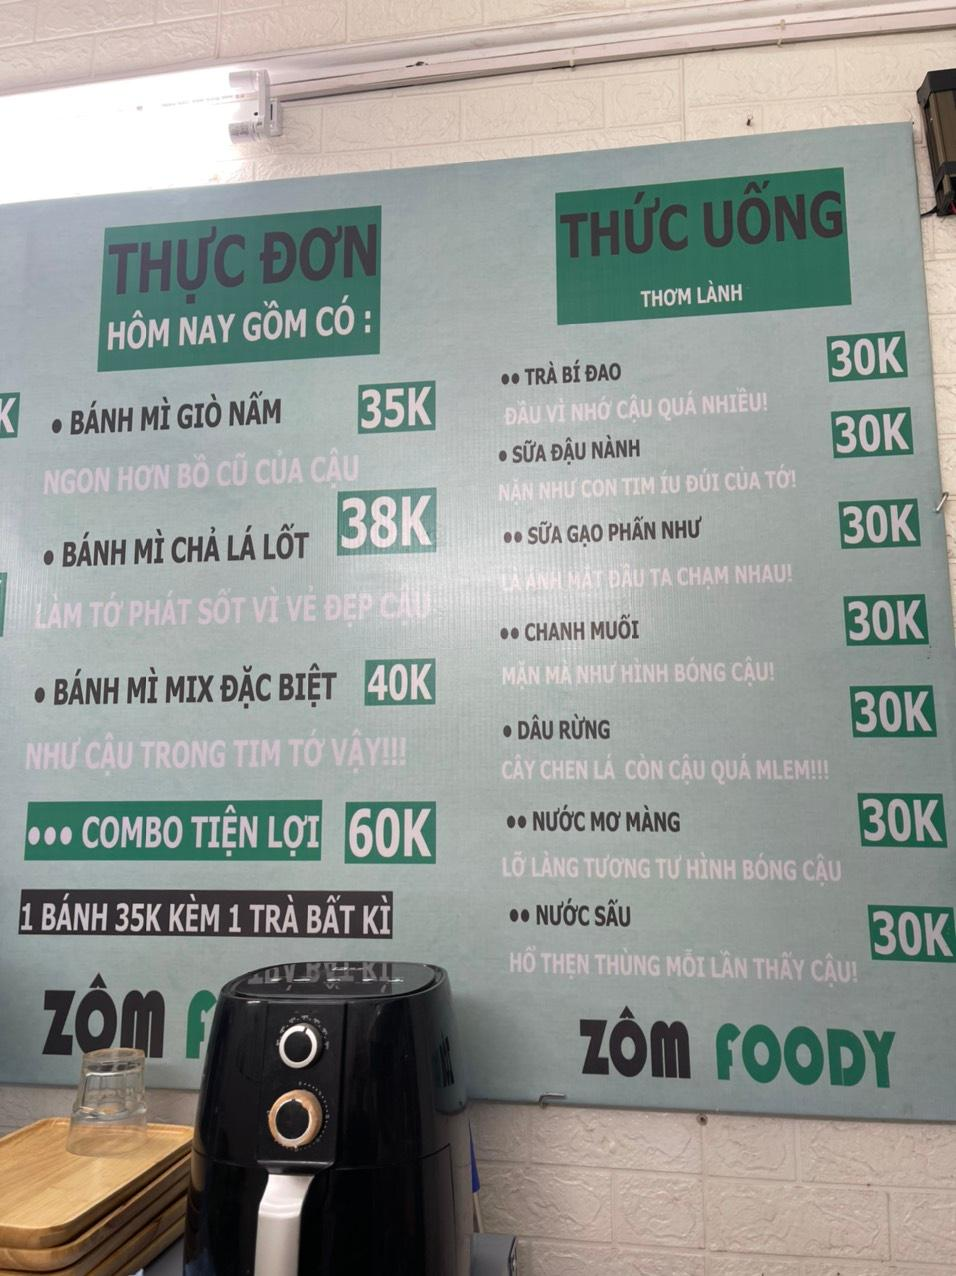 THỰC ĐƠN
HÔM NAY GỒM CÓ :
K
• BÁNH MÌ GIÒ NẤM 35K
NGON HƠN BỒ CŨ CỦA CẬU
• BÁNH MÌ CHẢ LÁ LỐT 38K
LÀM TỚ PHÁT SỐT VÌ VẺ ĐẸP CẬU
• BÁNH MÌ MIX ĐẶC BIỆT 40K
NHƯ CẬU TRONG TIM TỚ VẬY!!!
••• COMBO TIỆN LỢI 60K
1 BÁNH 35K KÈM 1 TRÀ BẤT KÌ
ZÔM F
THỨC UỐNG
THƠM LÀNH
•• TRÀ BÍ ĐAO 30K
ĐẦU VÌ NHỚ CẬU QUÁ NHIỀU!
• SỮA ĐẬU NÀNH 30K
NẶN NHƯ CON TIM ÍU ĐÚI CỦA TỚ!
•• SỮA GẠO PHẤN NHƯ 30K
LÀ ÁNH MẮT ĐẦU TA CHẠM NHAU!
•• CHANH MUỐI 30K
MẶN MÀ NHƯ HÌNH BÓNG CẬU!
• DÂU RỪNG 30K
CÂY CHEN LÁ CÒN CẬU QUÁ MLEM!!!
•• NƯỚC MƠ MÀNG 30K
LỠ LÀNG TƯƠNG TƯ HÌNH BÓNG CẬU
•• NƯỚC SẤU 30K
HỔ THẸN THÙNG MỖI LẦN THẤY CẬU!
ZÔM FOODY